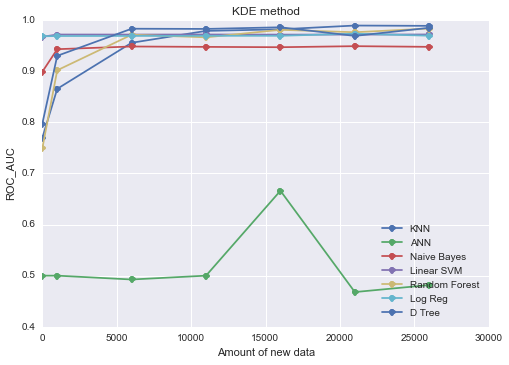 KDE method
1.0
0.9
0.8
0.7
0.6
0.5
0.4
ROC_AUC
KNN
ANN
Naive Bayes
Linear SVM
Random Forest
Log Reg
D Tree
0
5000
10000
15000
20000
25000
30000
Amount of new data